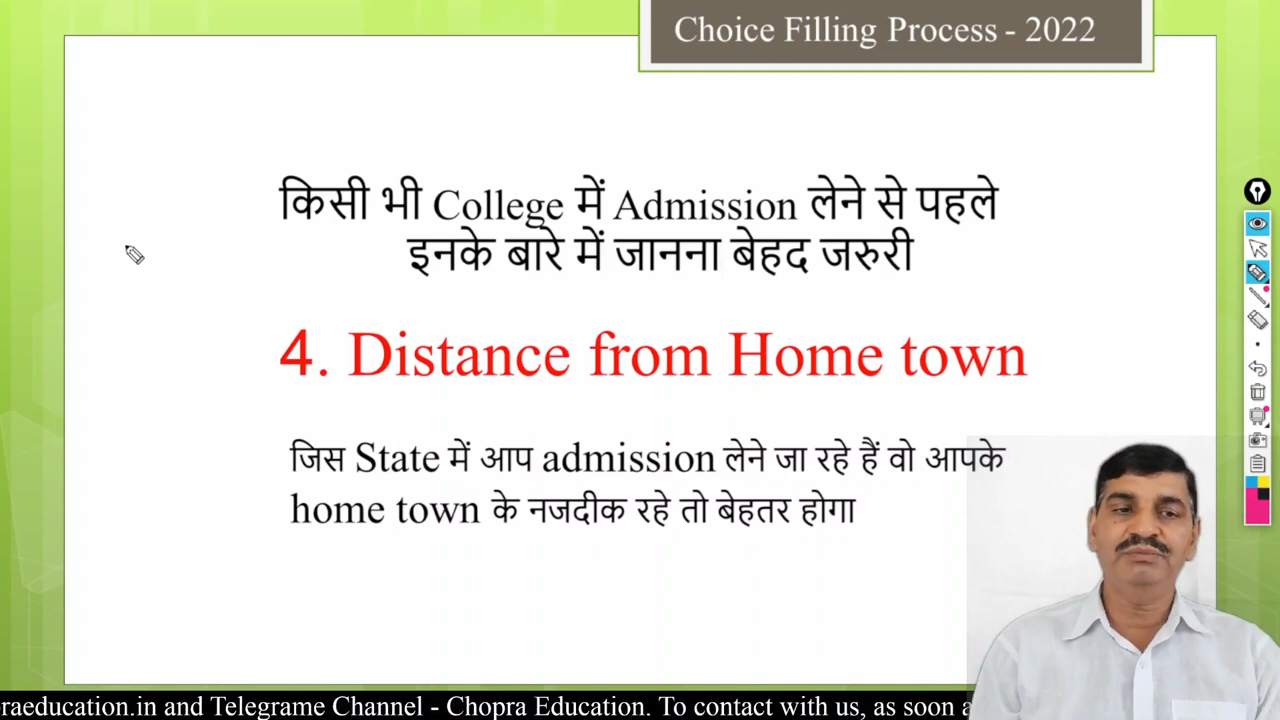 Choice Filling Process - 2022
किसी भी College में Admission लेने से पहले
इनके बारे में जानना बेहद जरुरी
4. Distance from Home town
जिस State में आप admission लेने जा रहे हैं वो आपके
home town के नजदीक रहे तो बेहतर होगा
raeducation.in and Telegrame Channel - Chopra Education. To contact with us, as soon a